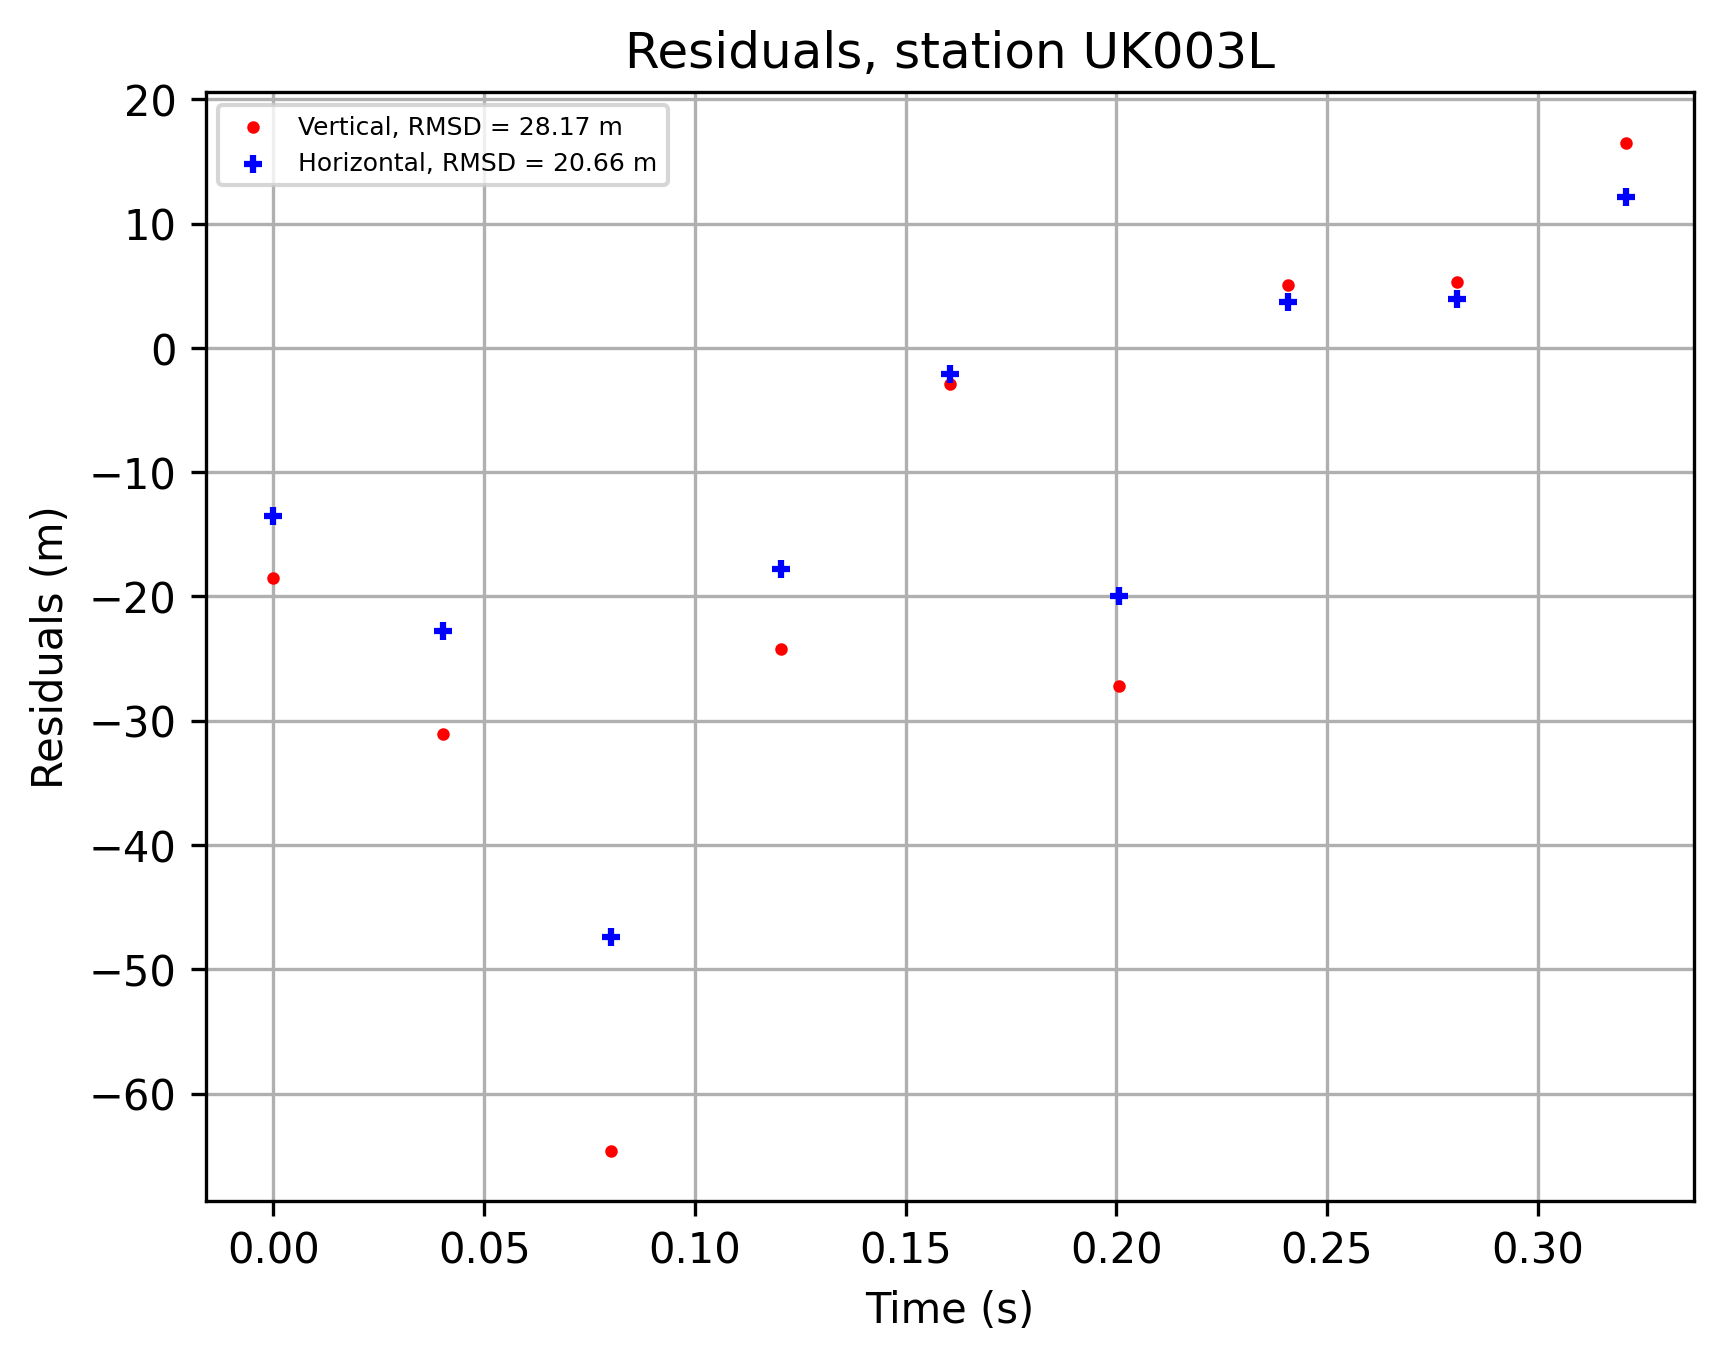 Residuals, station UK003L
Vertical, RMSD = 28.17 m
Horizontal, RMSD = 20.66 m
20
10
0
−10
−20
−30
−40
−50
−60
Residuals (m)
0.00 0.05 0.10 0.15 0.20 0.25 0.30
Time (s)